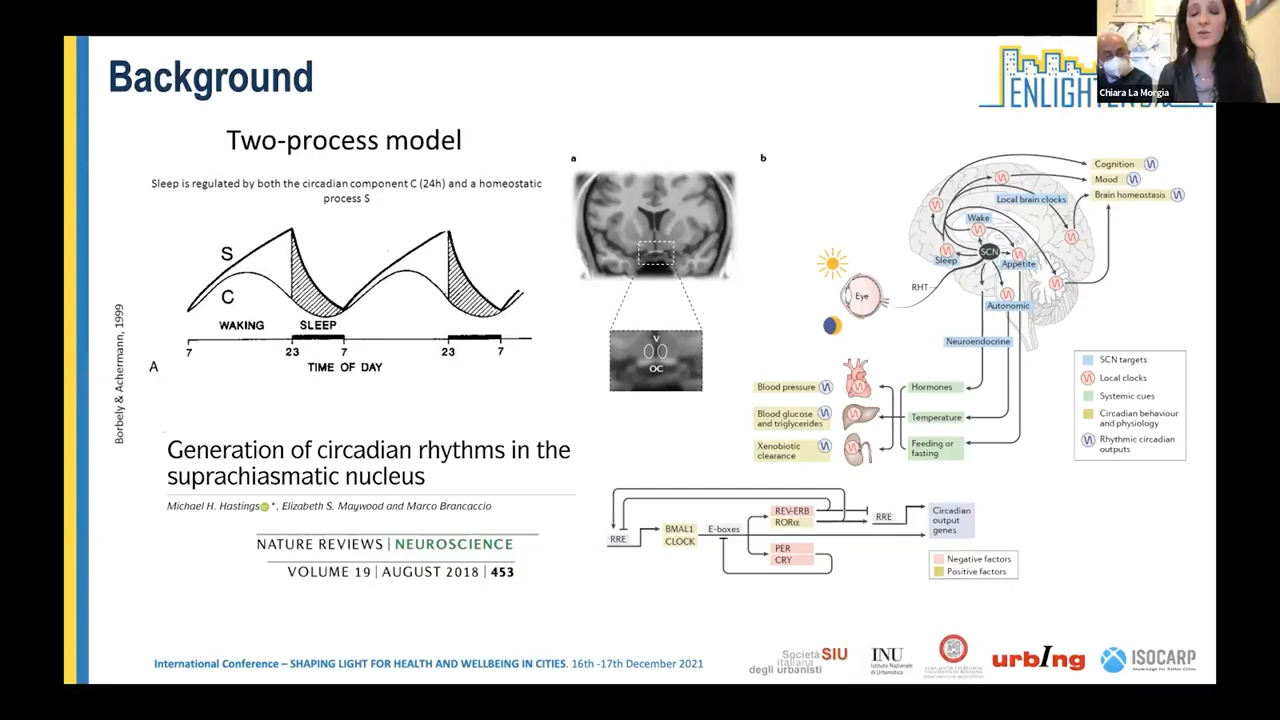 Background
ENLIGHTEN
Chiara La Morgia
Two-process model
Sleep is regulated by both the circadian component C (24h) and a homeostatic
process S
S
C
WAKING
SLEEP
7
23
7
23
7
TIME OF DAY
A
Borbely & Achermann, 1999
Generation of circadian rhythms in the
suprachiasmatic nucleus
Michael H. Hastings *, Elizabeth S. Maywood and Marco Brancaccio
NATURE REVIEWS | NEUROSCIENCE
VOLUME 19 | AUGUST 2018 | 453
a
V
OC
b
Cognition
Mood
Brain homeostasis
Local brain clocks
Wake
SCN
Sleep
Appetite
RHT
Eye
Autonomic
Neuroendocrine
Blood pressure
Blood glucose
and triglycerides
Xenobiotic
clearance
Hormones
Temperature
Feeding or
fasting
SCN targets
Local clocks
Systemic cues
Circadian behaviour
and physiology
Rhythmic circadian
outputs
RRE
BMAL1
CLOCK
E-boxes
REV-ERB
RORα
PER
CRY
RRE
Circadian
output
genes
Negative factors
Positive factors
International Conference – SHAPING LIGHT FOR HEALTH AND WELLBEING IN CITIES. 16th -17th December 2021
Società SIU
italiana
degli urbanisti
INU
Istituto Nazionale
di Urbanistica
urbIng
ISOCARP
Knowledge for Better Cities